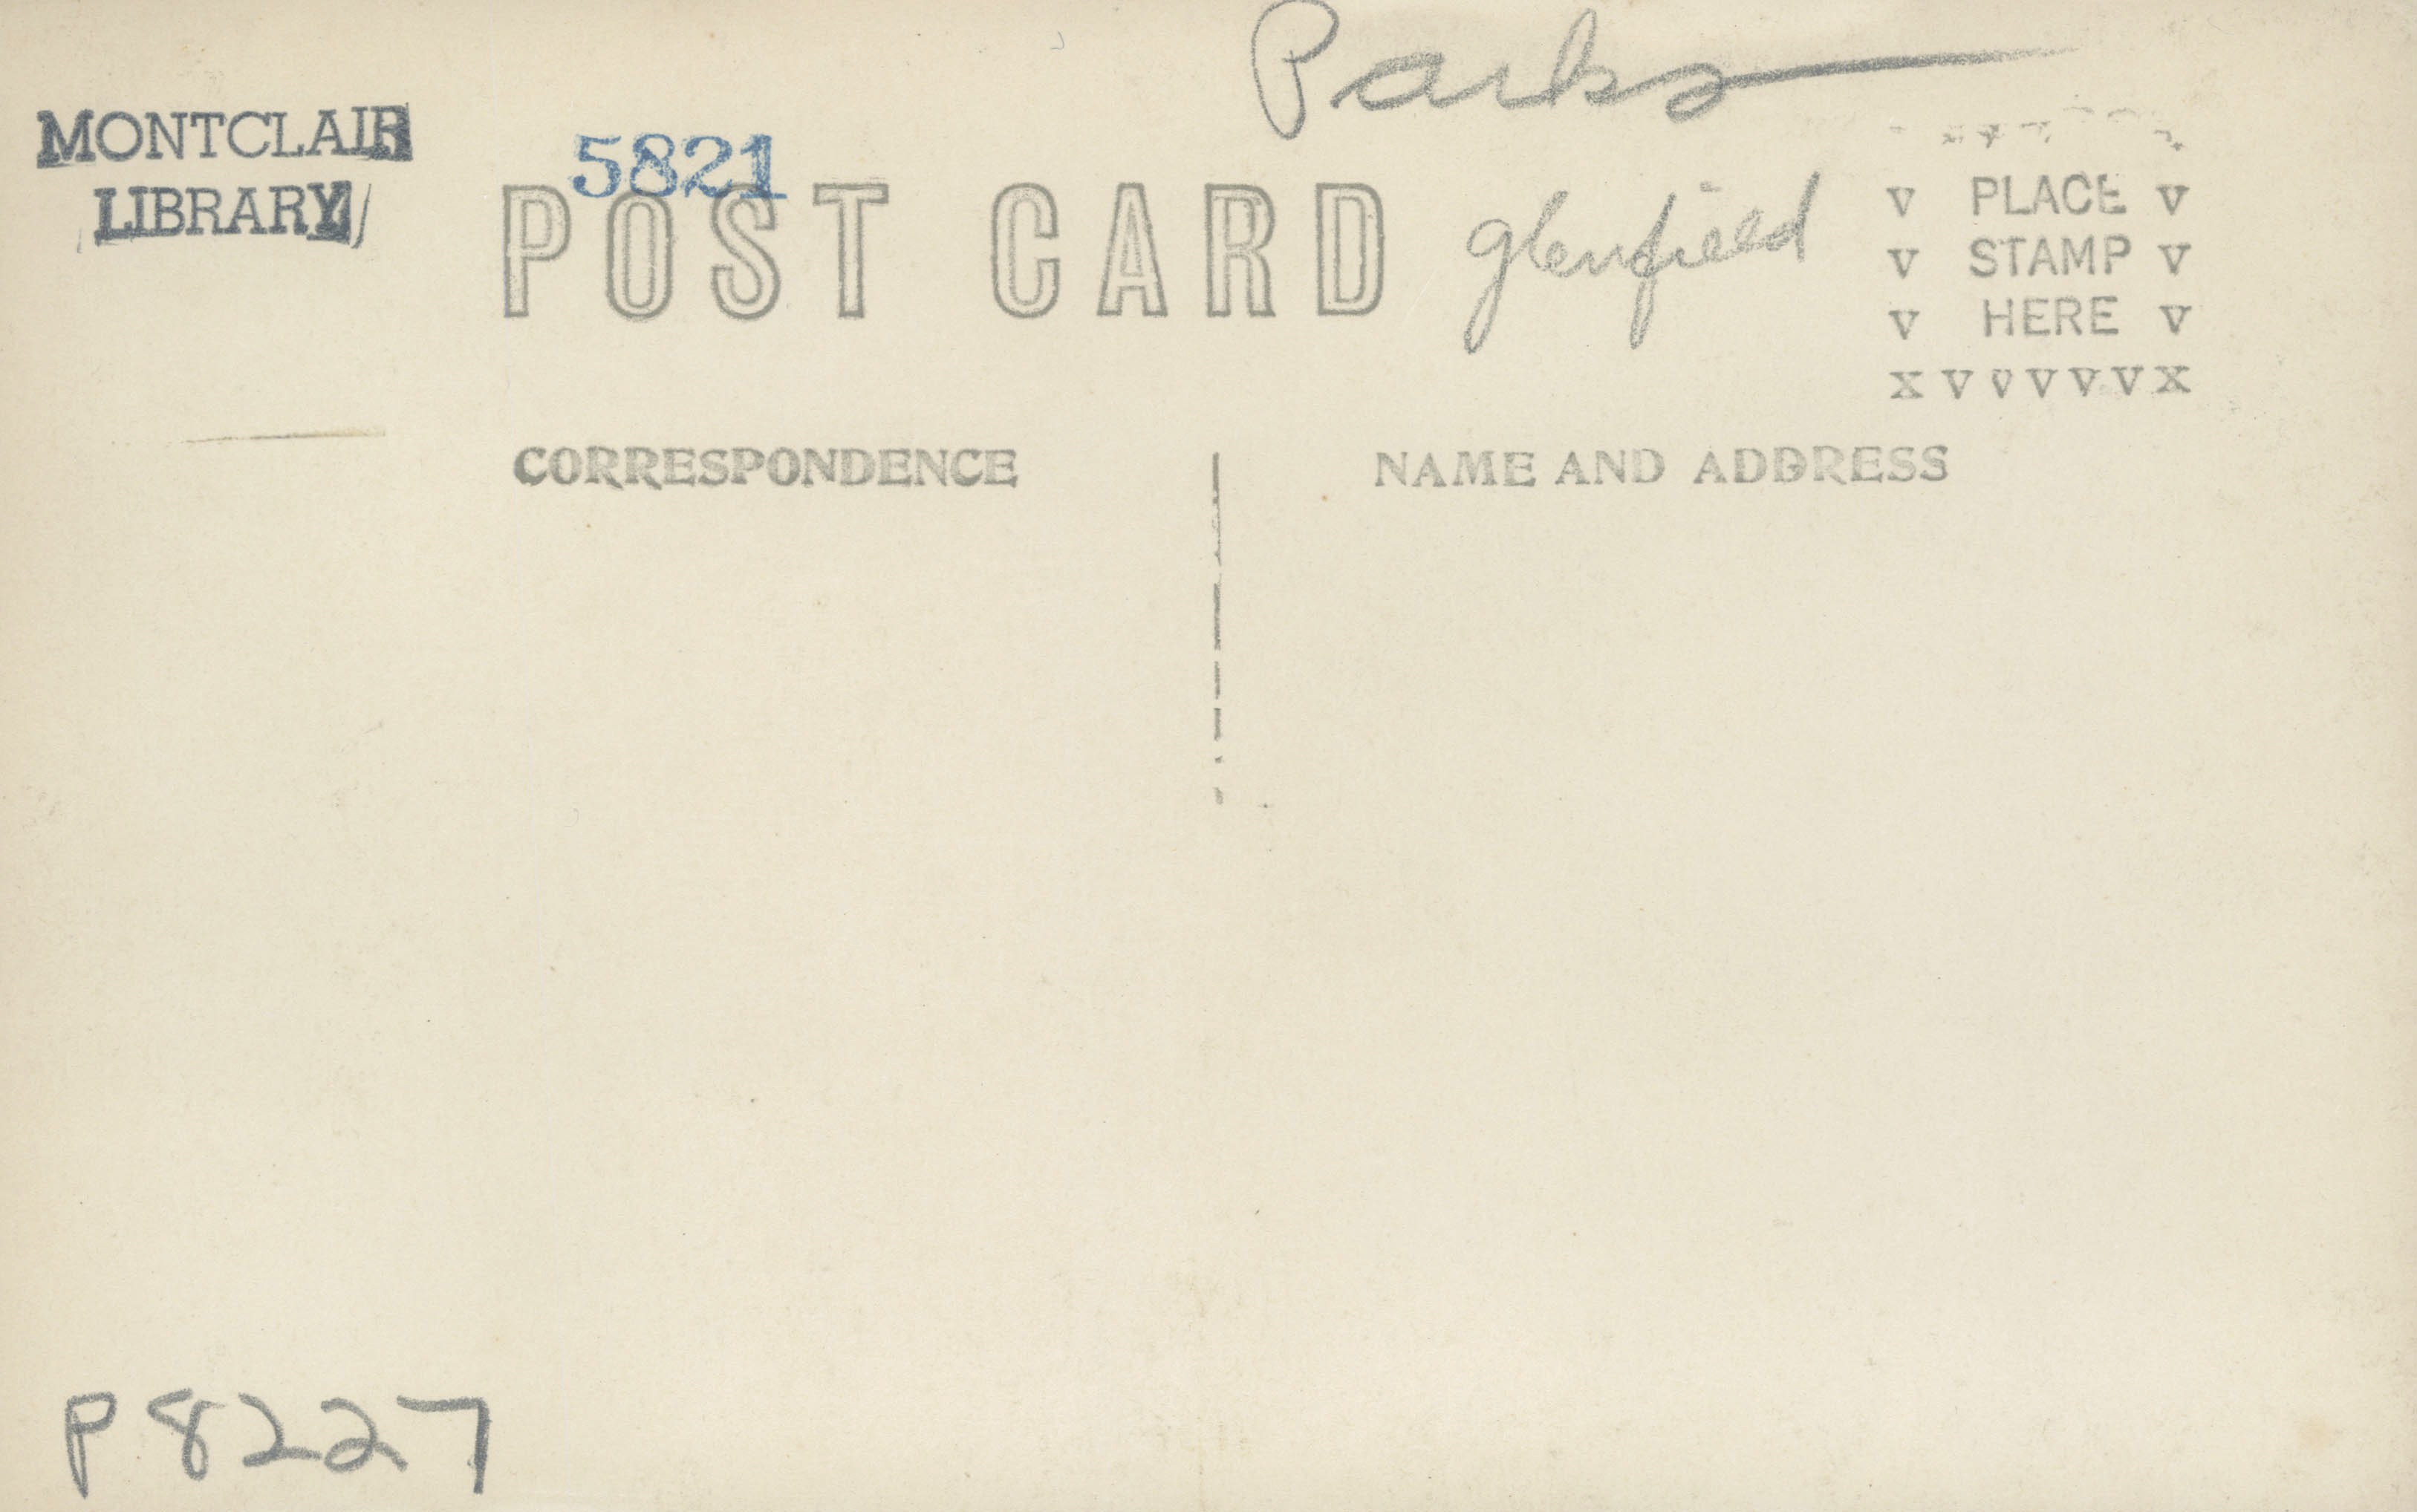 Parks
MONTCLAIR
LIBRARY
5821
POST CARD
glenfield
V PLACE V
V STAMP V
V HERE V
X V V V V V X
CORRESPONDENCE
NAME AND ADDRESS
P8227